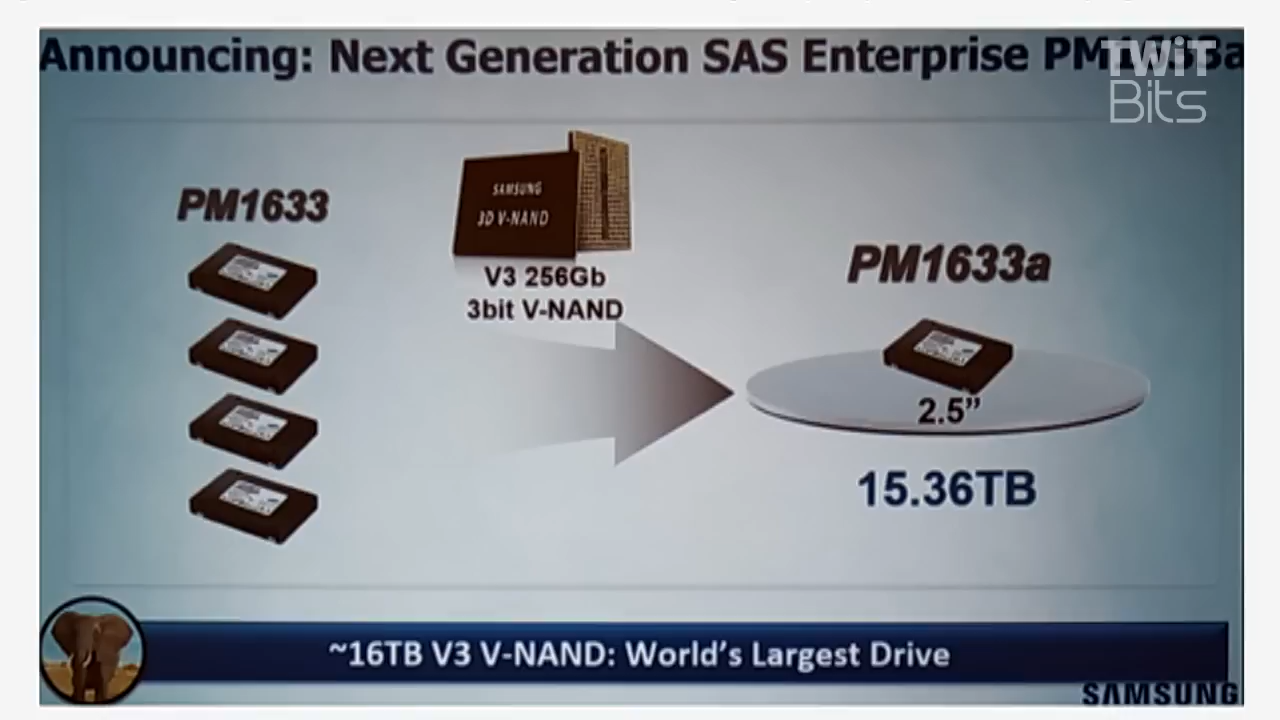 Announcing: Next Generation SAS Enterprise PM1633a
TWiT
Bits
PM1633
SAMSUNG
3D V-NAND
V3 256Gb
3bit V-NAND
PM1633a
2.5”
15.36TB
~16TB V3 V-NAND: World’s Largest Drive
SAMSUNG